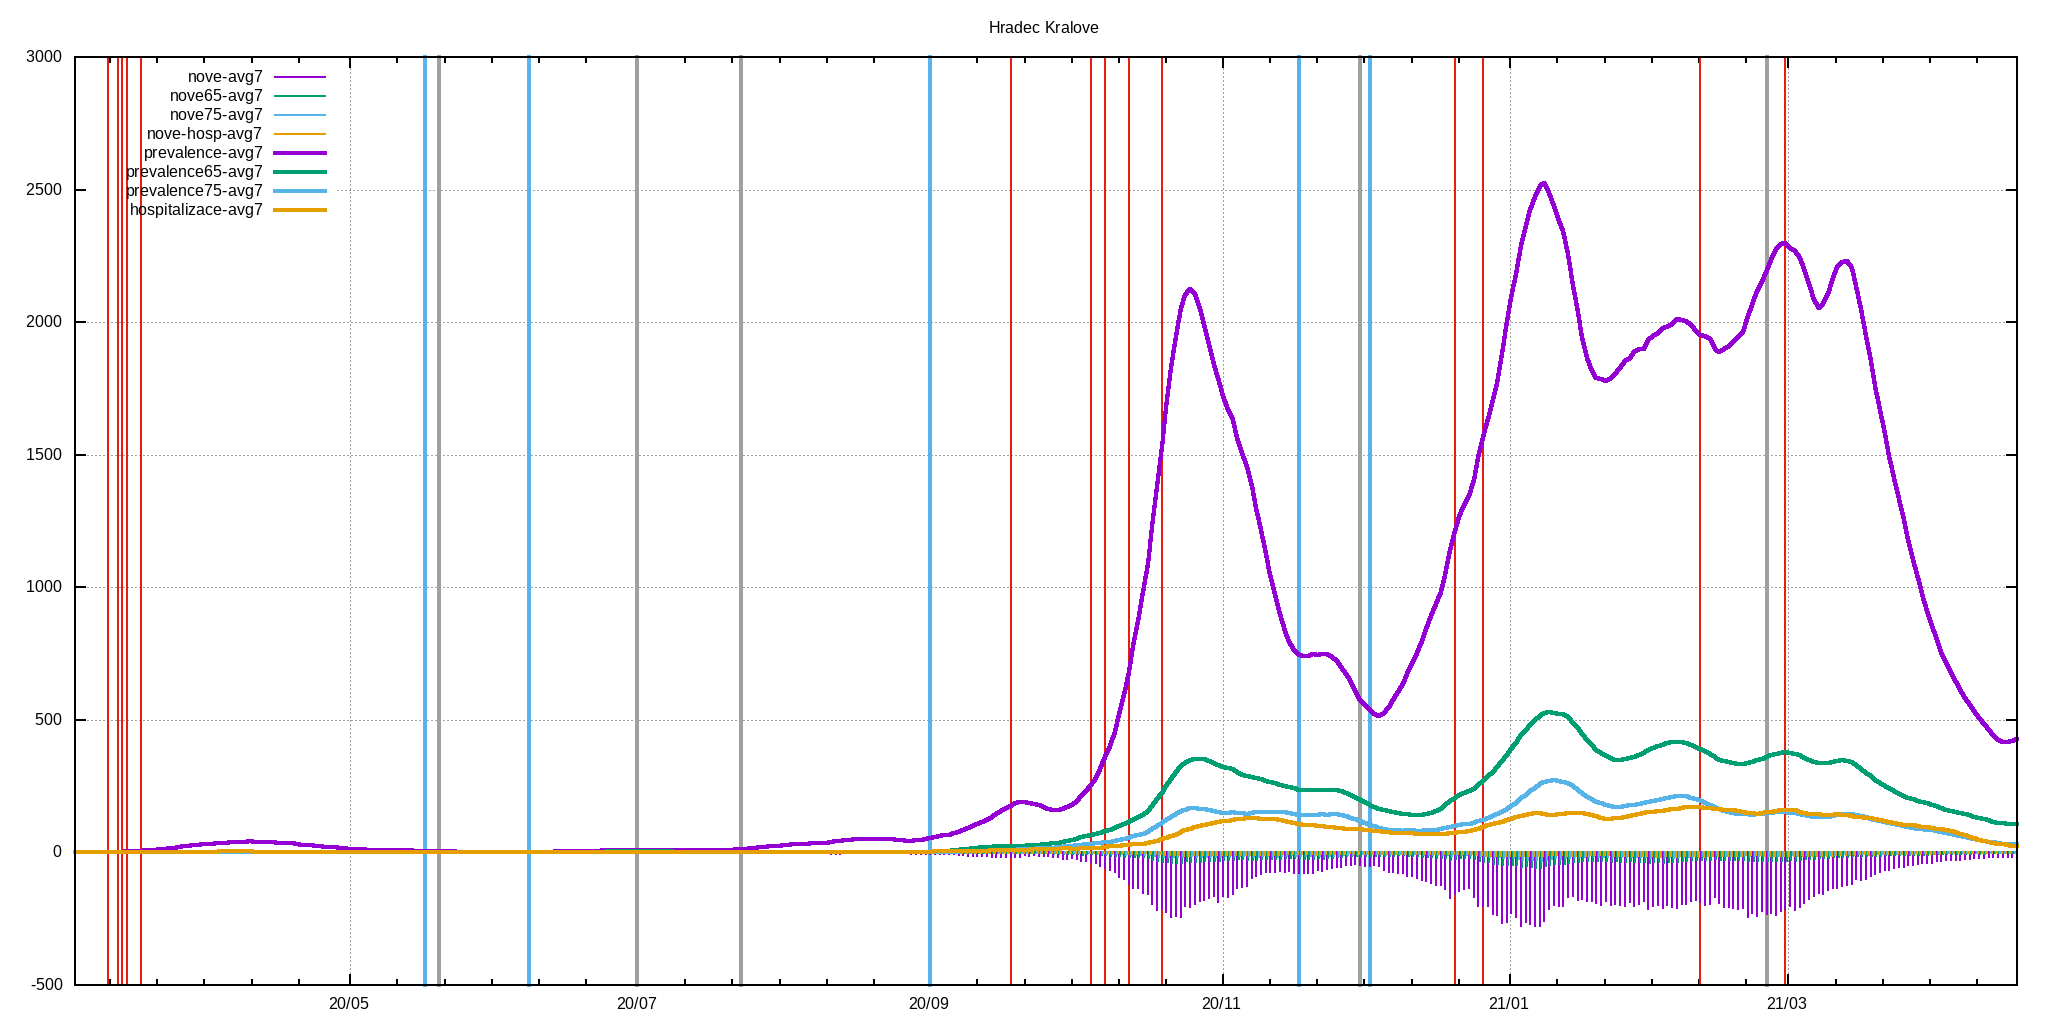 Hradec Kralove
3000
2500
2000
1500
1000
500
0
-500
nove-avg7
nove65-avg7
nove75-avg7
nove-hosp-avg7
prevalence-avg7
prevalence65-avg7
prevalence75-avg7
hospitalizace-avg7
20/05 20/07 20/09 20/11 21/01 21/03